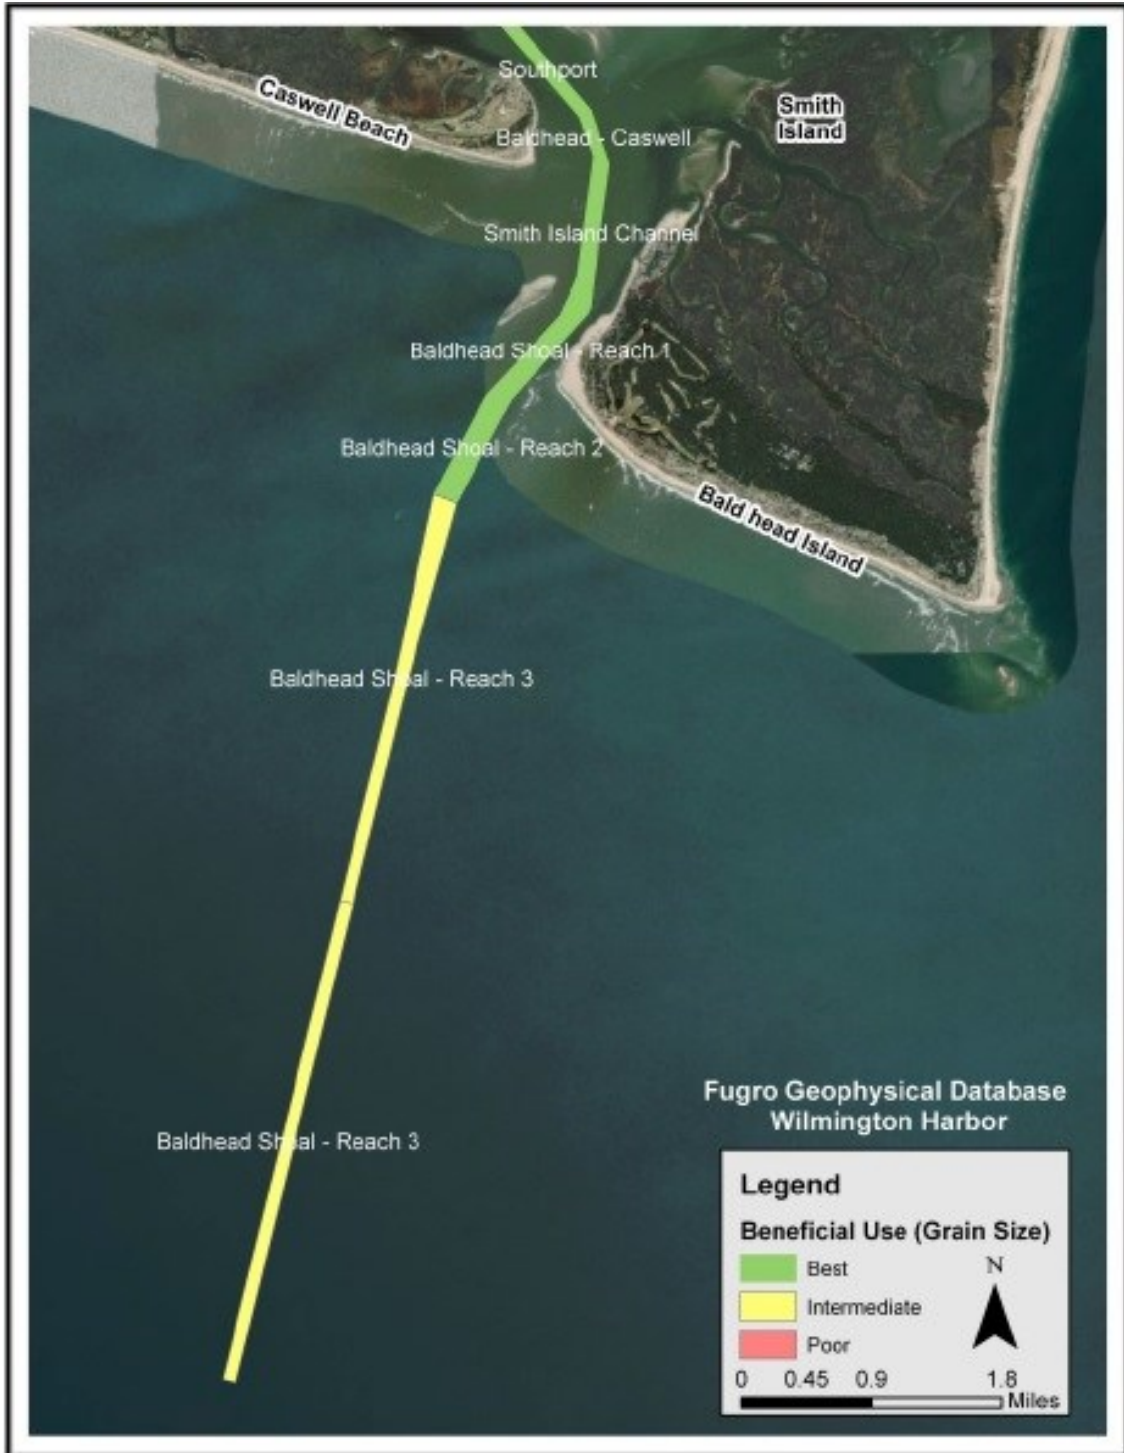 Southport
Caswell Beach
Smith
Island
Baldhead - Caswell
Smith Island Channel
Baldhead Shoal - Reach 1
Baldhead Shoal - Reach 2
Bald head Island
Baldhead Shoal - Reach 3
Baldhead Shoal - Reach 3
Fugro Geophysical Database
Wilmington Harbor
Legend
Beneficial Use (Grain Size)
Best
Intermediate
Poor
N
0 0.45 0.9 1.8
Miles